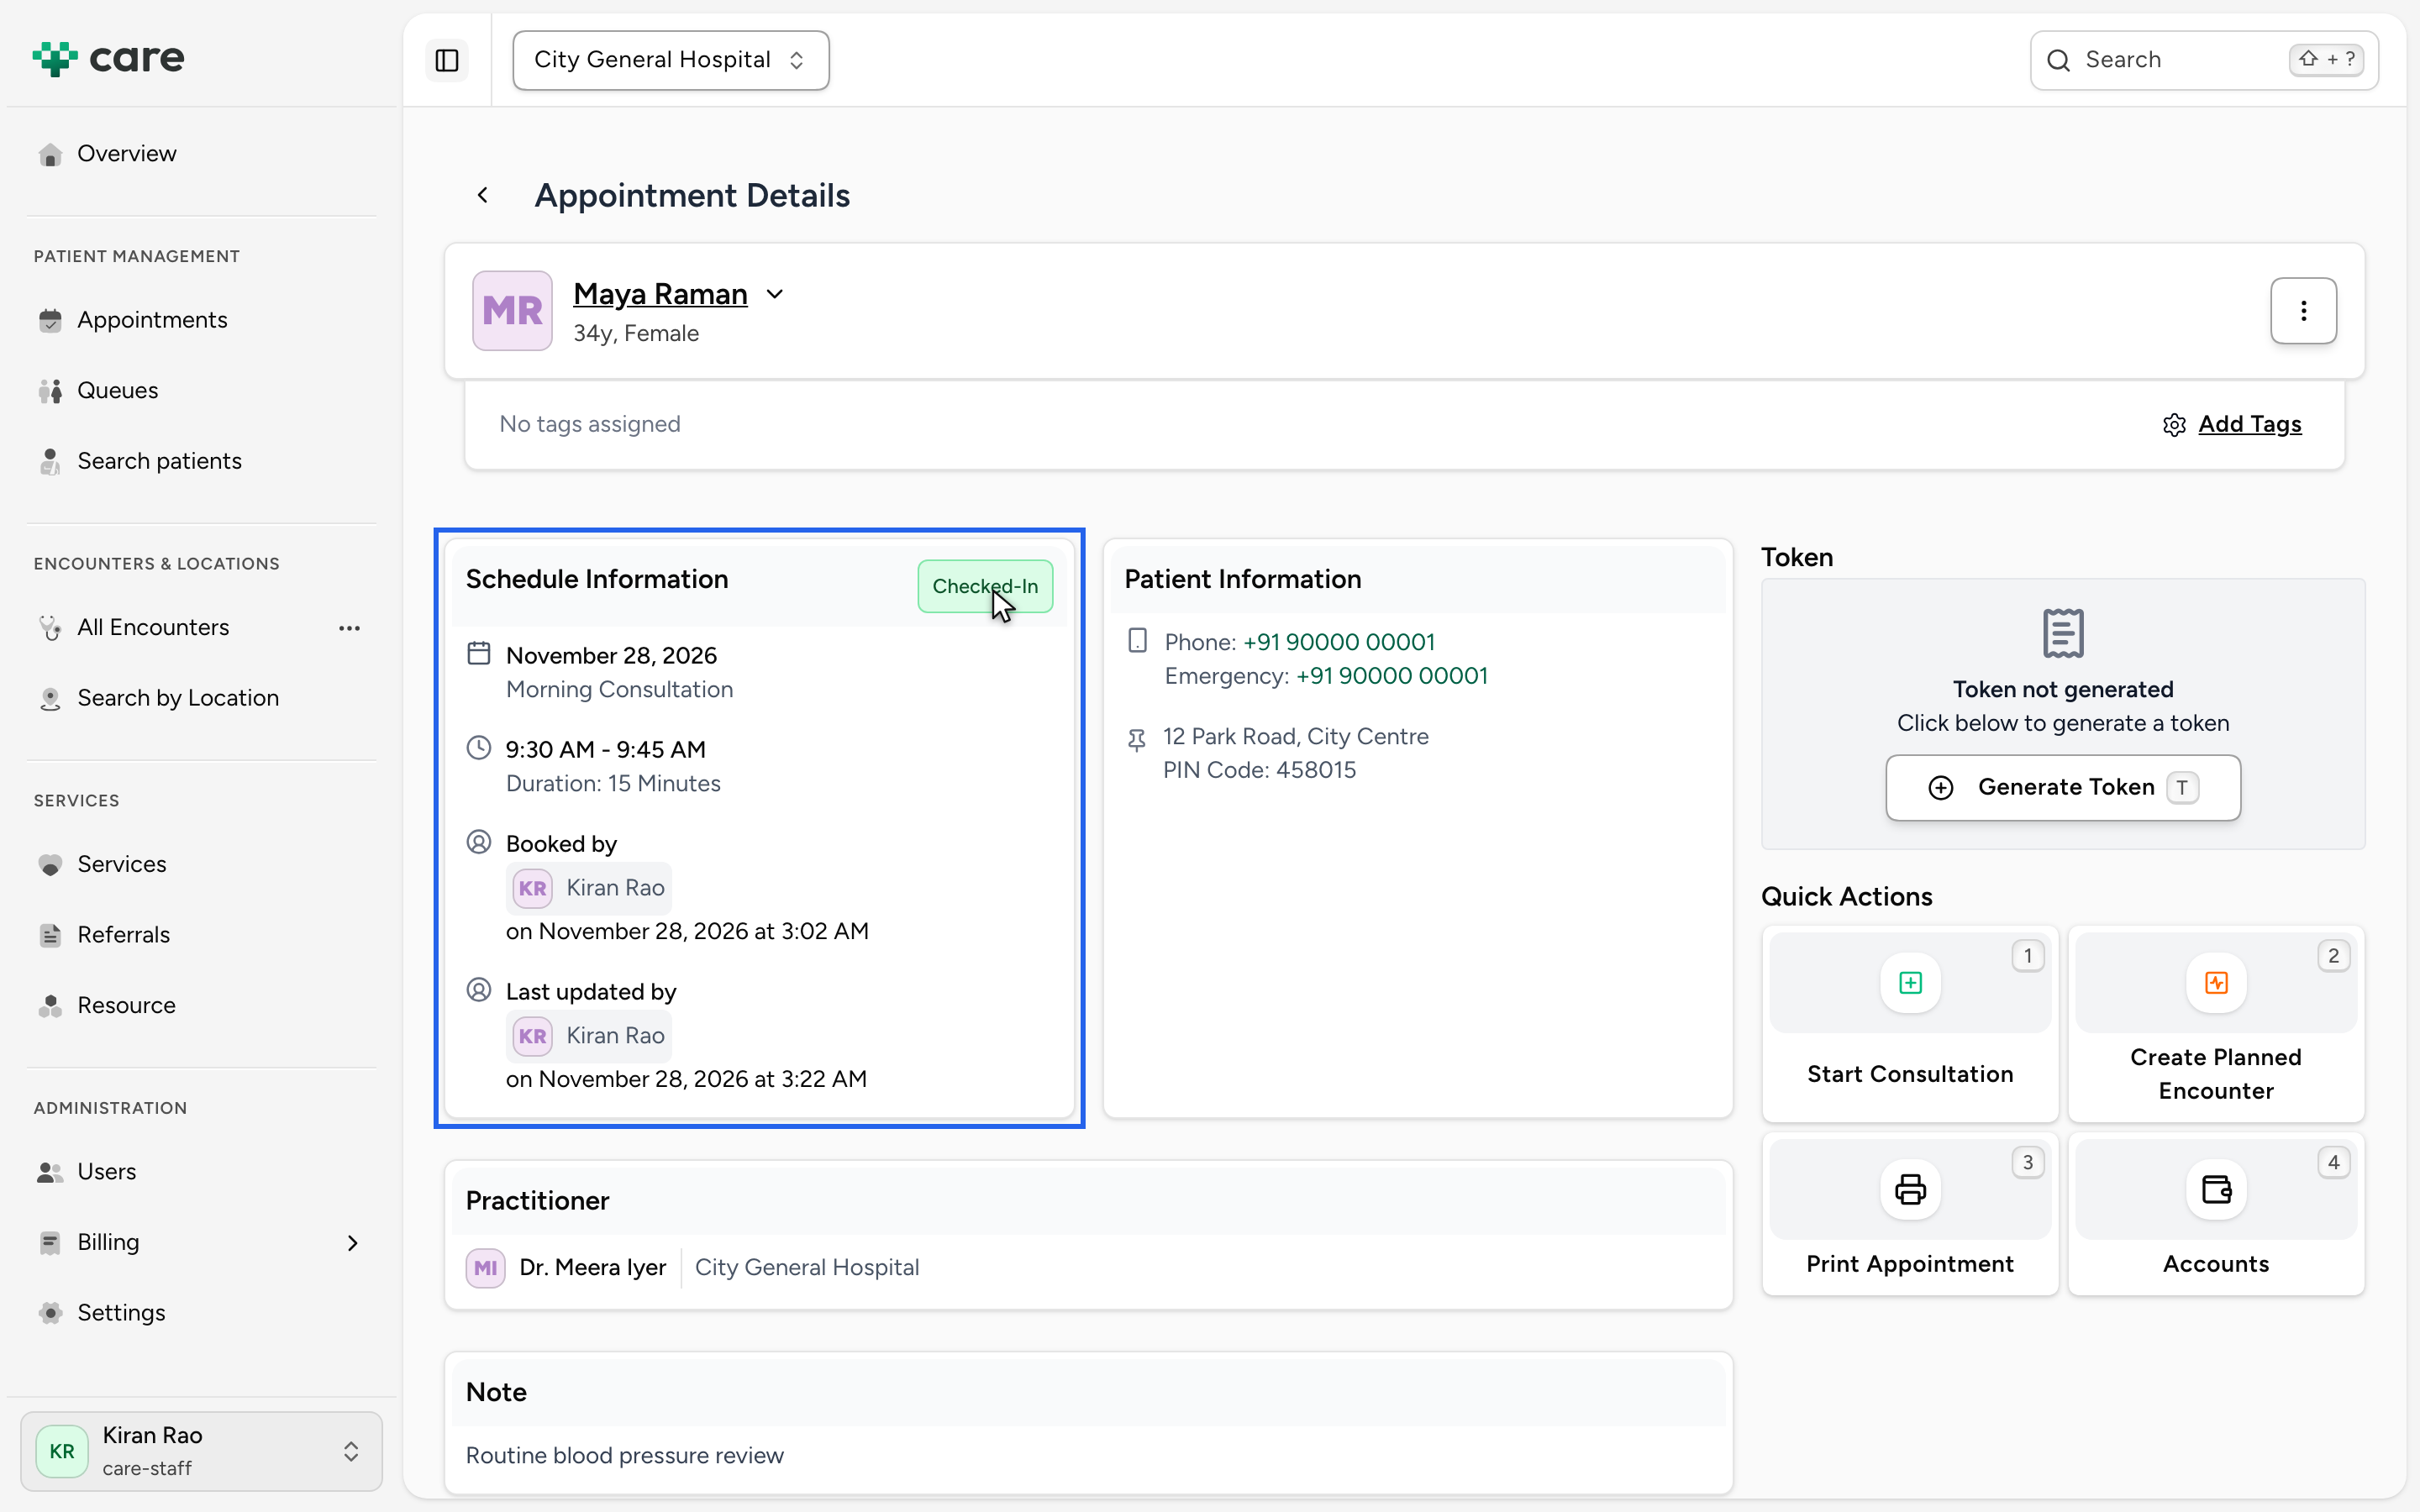 care
City General Hospital
Search
+ ?
Overview
PATIENT MANAGEMENT
Appointments
Queues
Search patients
ENCOUNTERS & LOCATIONS
All Encounters
Search by Location
SERVICES
Services
Referrals
Resource
ADMINISTRATION
Users
Billing
Settings
KR
Kiran Rao
care-staff
Appointment Details
MR
Maya Raman
34y, Female
No tags assigned
Add Tags
Schedule Information
Checked-In
November 28, 2026
Morning Consultation
9:30 AM - 9:45 AM
Duration: 15 Minutes
Booked by
KR Kiran Rao
on November 28, 2026 at 3:02 AM
Last updated by
KR Kiran Rao
on November 28, 2026 at 3:22 AM
Patient Information
Phone: +91 90000 00001
Emergency: +91 90000 00001
12 Park Road, City Centre
PIN Code: 458015
Token
Token not generated
Click below to generate a token
Generate Token T
Quick Actions
1
Start Consultation
2
Create Planned
Encounter
3
Print Appointment
4
Accounts
Practitioner
MI Dr. Meera Iyer City General Hospital
Note
Routine blood pressure review